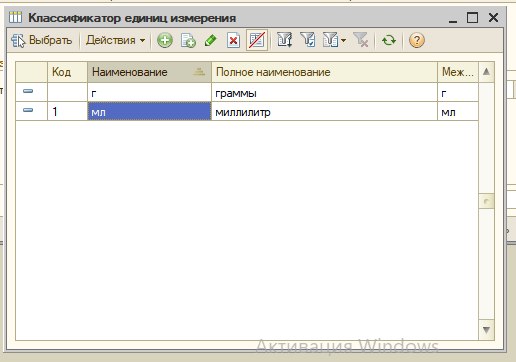 Классификатор единиц измерения
Выбрать Действия
Код Наименование Полное наименование Меж...
г граммы г
1 мл миллилитр мл
Активация Windows